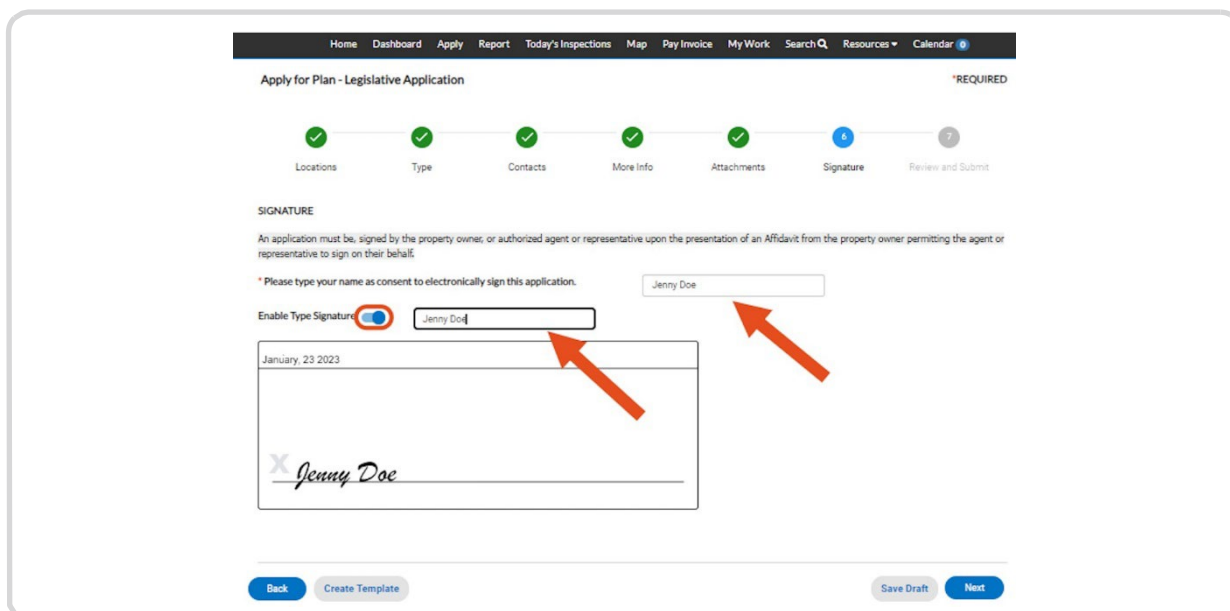 Home Dashboard Apply Report Today's Inspections Map Pay Invoice My Work Search Resources Calendar 0
Apply for Plan - Legislative Application *REQUIRED
6 7
Locations Type Contacts More Info Attachments Signature Review and Submit
SIGNATURE
An application must be, signed by the property owner, or authorized agent or representative upon the presentation of an Affidavit from the property owner permitting the agent or
representative to sign on their behalf.
* Please type your name as consent to electronically sign this application. Jenny Doe
Enable Type Signature Jenny Doe
January, 23 2023
X Jenny Doe
Back Create Template Save Draft Next